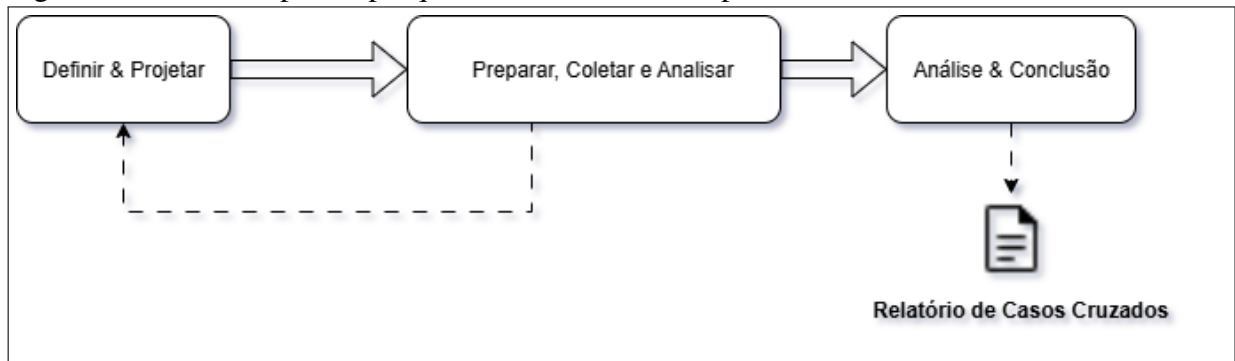 Definir & Projetar
Preparar, Coletar e Analisar
Análise & Conclusão
Relatório de Casos Cruzados